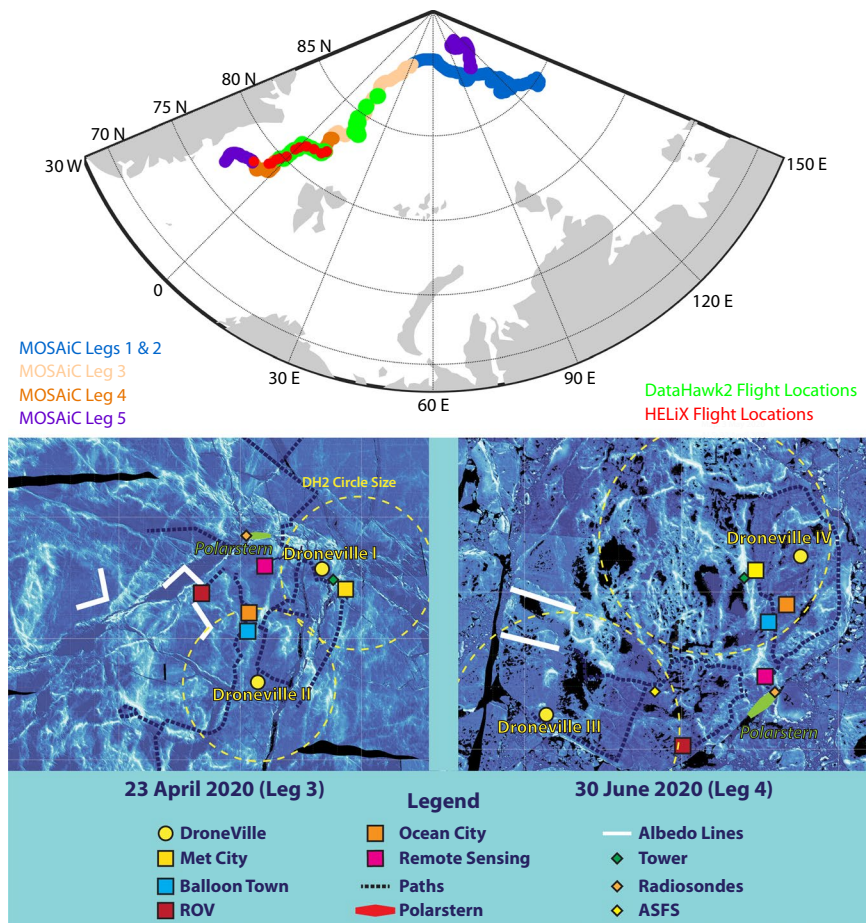 85 N
80 N
75 N
70 N
30 W
150 E
0
120 E
30 E
90 E
60 E
MOSAiC Legs 1 & 2
MOSAiC Leg 3
MOSAiC Leg 4
MOSAiC Leg 5
DataHawk2 Flight Locations
HELiX Flight Locations
DH2 Circle Size
Polarstern
Droneville I
Droneville II
Droneville IV
Droneville III
Polarstern
23 April 2020 (Leg 3)
30 June 2020 (Leg 4)
Legend
DroneVille
Ocean City
Albedo Lines
Met City
Remote Sensing
Tower
Balloon Town
Paths
Radiosondes
ROV
Polarstern
ASFS